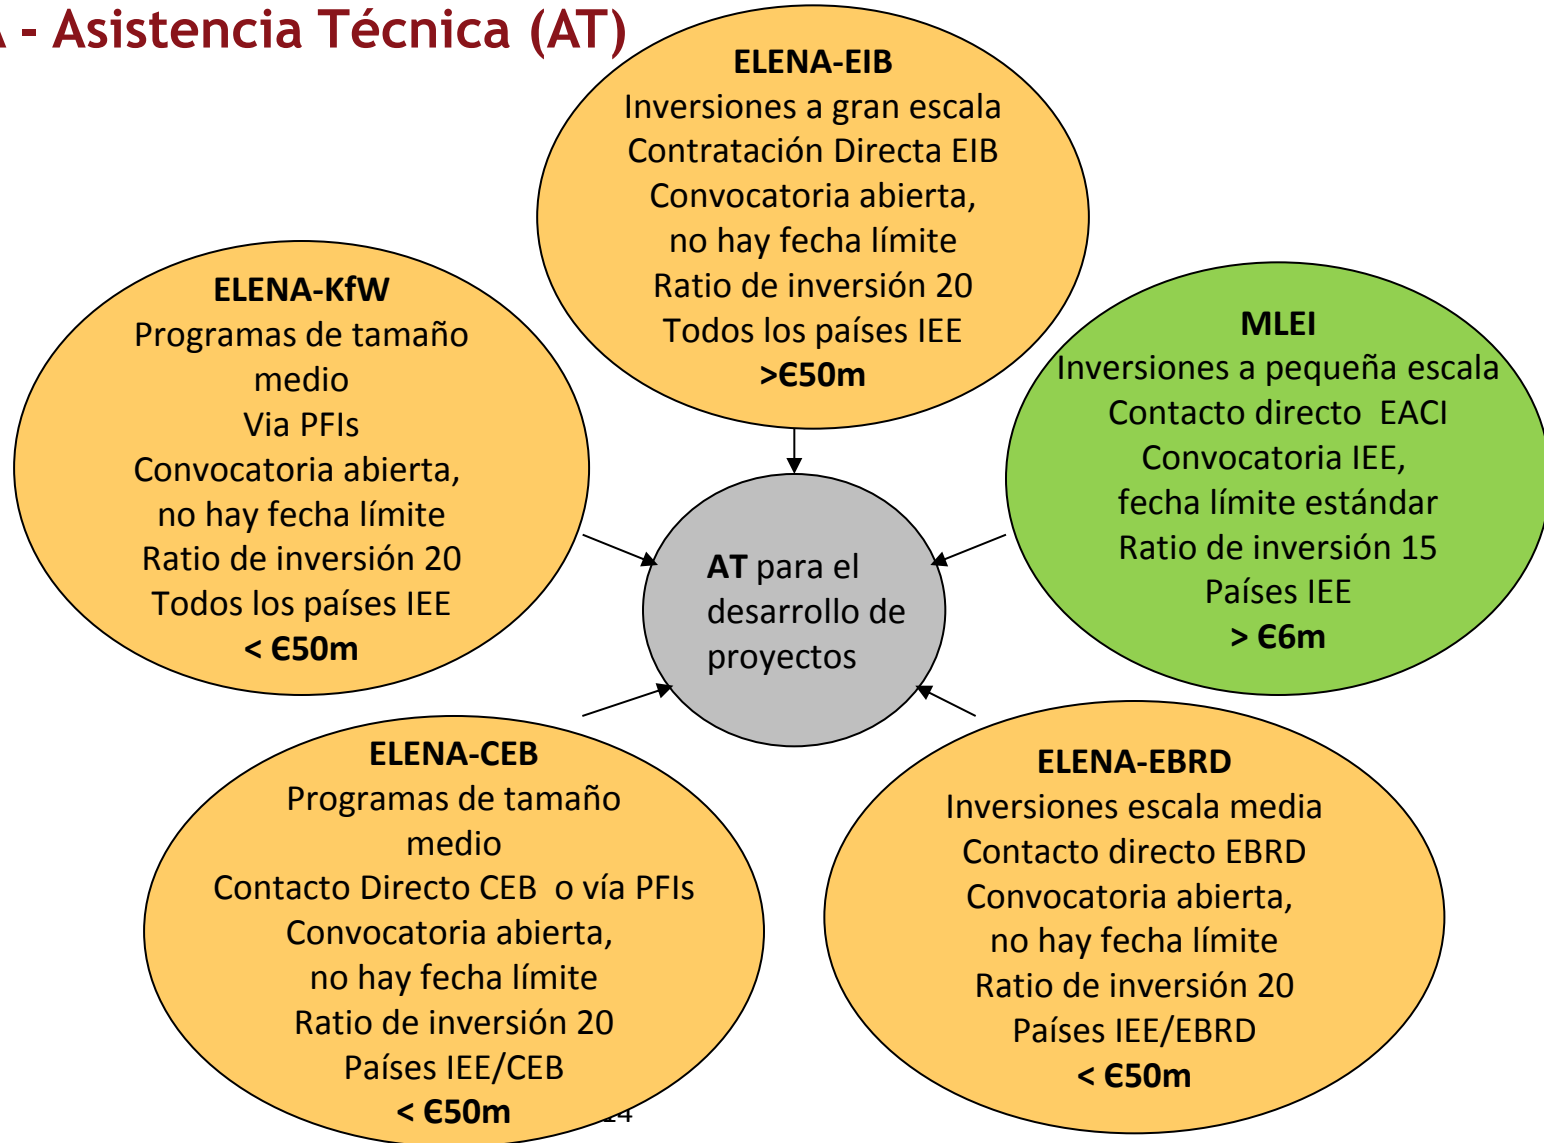 - Asistencia Técnica (AT)
ELENA-EIB
Inversiones a gran escala
Contratación Directa EIB
Convocatoria abierta,
no hay fecha límite
Ratio de inversión 20
Todos los países IEE
>€50m
ELENA-KfW
Programas de tamaño
medio
Via PFIs
Convocatoria abierta,
no hay fecha límite
Ratio de inversión 20
Todos los países IEE
< €50m
MLEI
Inversiones a pequeña escala
Contacto directo EACI
Convocatoria IEE,
fecha límite estándar
Ratio de inversión 15
Países IEE
> €6m
AT para el
desarrollo de
proyectos
ELENA-CEB
Programas de tamaño
medio
Contacto Directo CEB o vía PFIs
Convocatoria abierta,
no hay fecha límite
Ratio de inversión 20
Países IEE/CEB
< €50m
ELENA-EBRD
Inversiones escala media
Contacto directo EBRD
Convocatoria abierta,
no hay fecha límite
Ratio de inversión 20
Países IEE/EBRD
< €50m